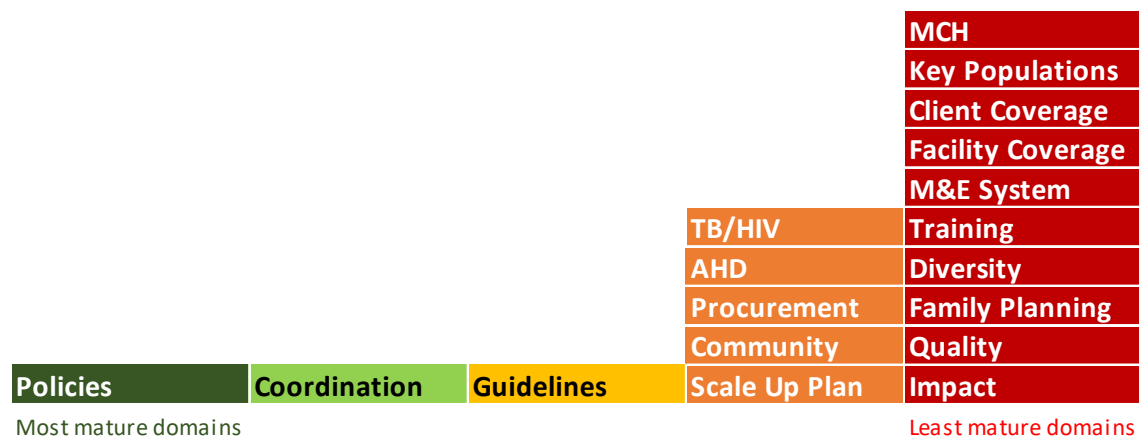 MCH
Key Populations
Client Coverage
Facility Coverage
M&E System
TB/HIV Training
AHD Diversity
Procurement Family Planning
Community Quality
Policies Coordination Guidelines Scale Up Plan Impact
Most mature domains Least mature domains